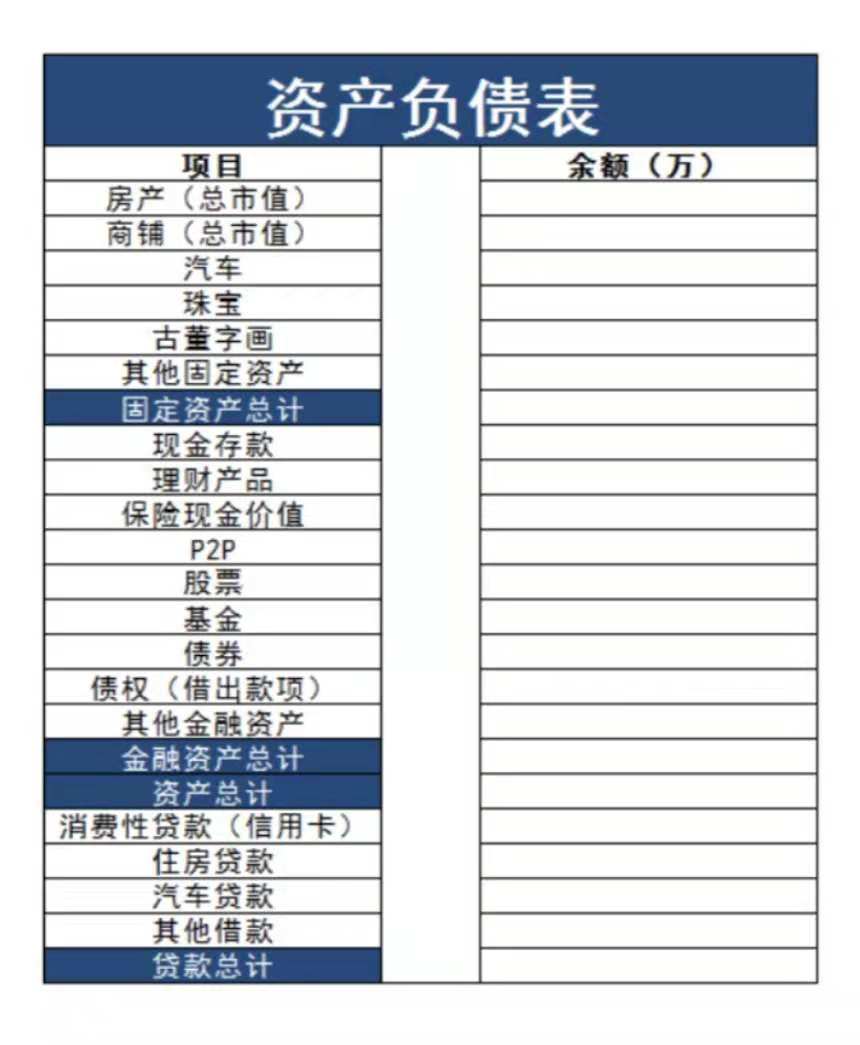 资产负债表
项目 余额（万）
房产（总市值）
商铺（总市值）
汽车
珠宝
古董字画
其他固定资产
固定资产总计
现金存款
理财产品
保险现金价值
P2P
股票
基金
债券
债权（借出款项）
其他金融资产
金融资产总计
资产总计
消费性贷款（信用卡）
住房贷款
汽车贷款
其他借款
贷款总计